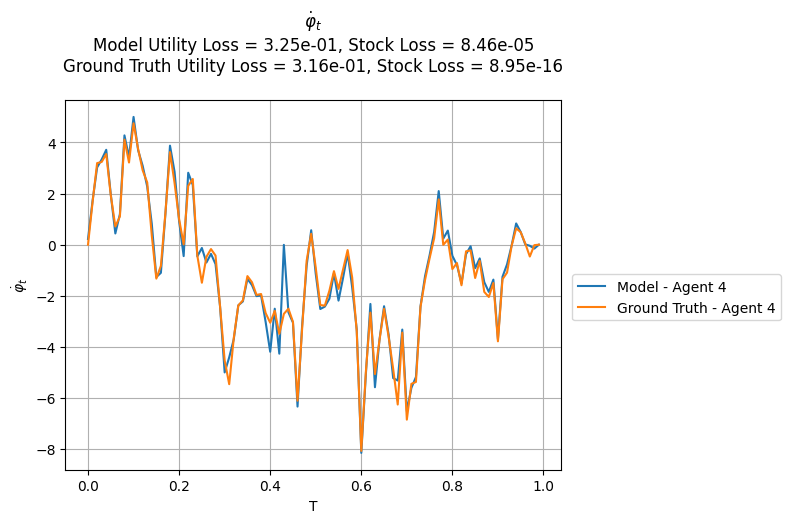 φ̇ₜ
Model Utility Loss = 3.25e-01, Stock Loss = 8.46e-05
Ground Truth Utility Loss = 3.16e-01, Stock Loss = 8.95e-16
4
2
0
−2
−4
−6
−8
φ̇ₜ
0.0 0.2 0.4 0.6 0.8 1.0
T
Model - Agent 4
Ground Truth - Agent 4